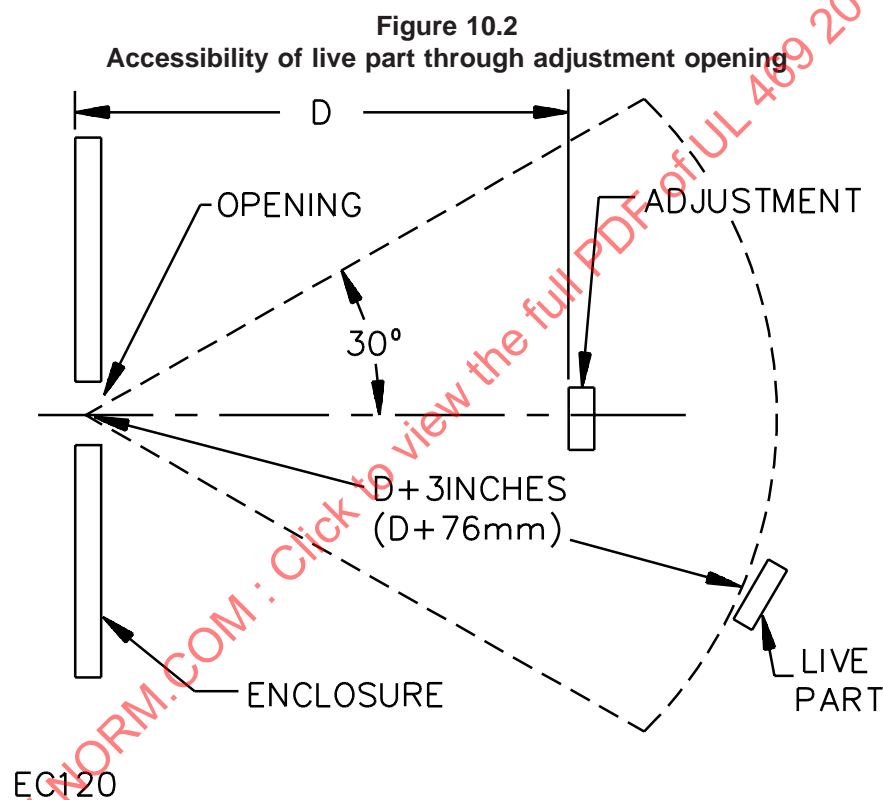 Figure 10.2
Accessibility of live part through adjustment opening
D
OPENING
ADJUSTMENT
30°
D+3INCHES
(D+76mm)
LIVE
PART
ENCLOSURE
EC120
NORM.COM : Click to view the full PDF of UL 469 20